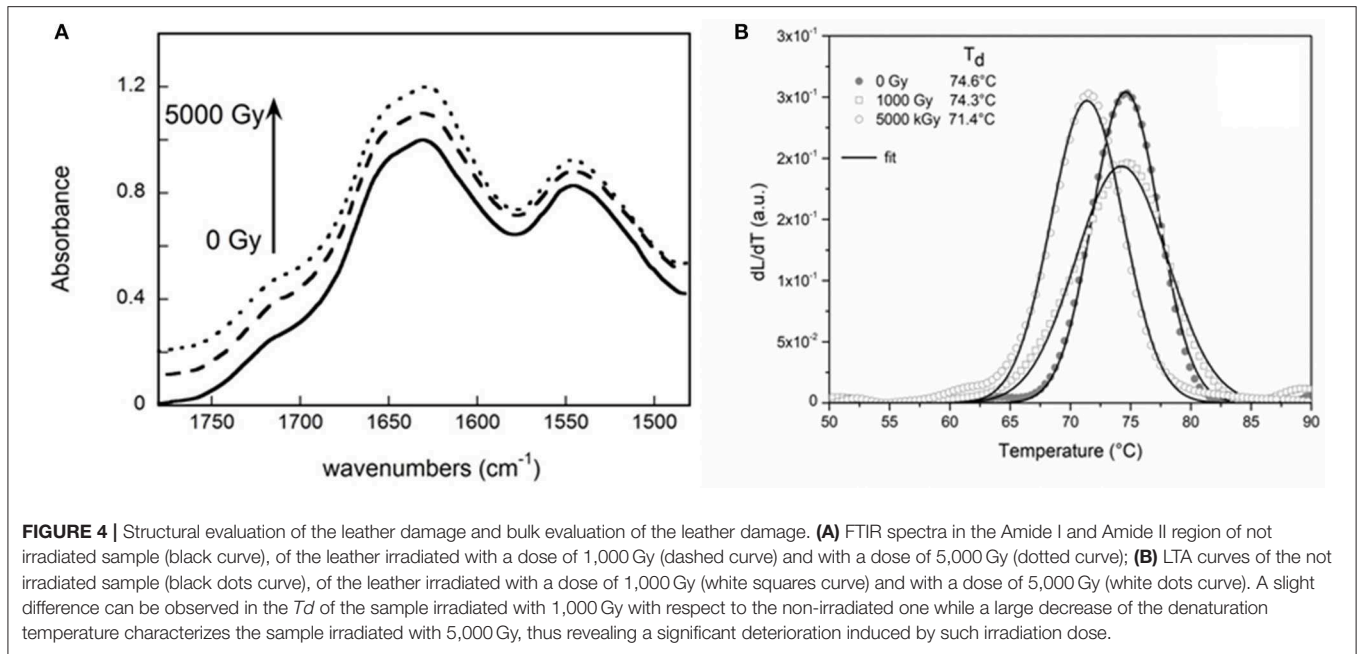 A
1.2
5000 Gy
0.8
0 Gy
0.4
0
Absorbance
1750 1700 1650 1600 1550 1500
wavenumbers (cm⁻¹)
B
3x10⁻¹
3x10⁻¹
2x10⁻¹
2x10⁻¹
1x10⁻¹
5x10⁻²
0
dL/dT (a.u.)
T_d
0 Gy 74.6°C
1000 Gy 74.3°C
5000 kGy 71.4°C
fit
50 55 60 65 70 75 80 85 90
Temperature (°C)
FIGURE 4 | Structural evaluation of the leather damage and bulk evaluation of the leather damage. (A) FTIR spectra in the Amide I and Amide II region of not
irradiated sample (black curve), of the leather irradiated with a dose of 1,000 Gy (dashed curve) and with a dose of 5,000 Gy (dotted curve); (B) LTA curves of the not
irradiated sample (black dots curve), of the leather irradiated with a dose of 1,000 Gy (white squares curve) and with a dose of 5,000 Gy (white dots curve). A slight
difference can be observed in the Td of the sample irradiated with 1,000 Gy with respect to the non-irradiated one while a large decrease of the denaturation
temperature characterizes the sample irradiated with 5,000 Gy, thus revealing a significant deterioration induced by such irradiation dose.